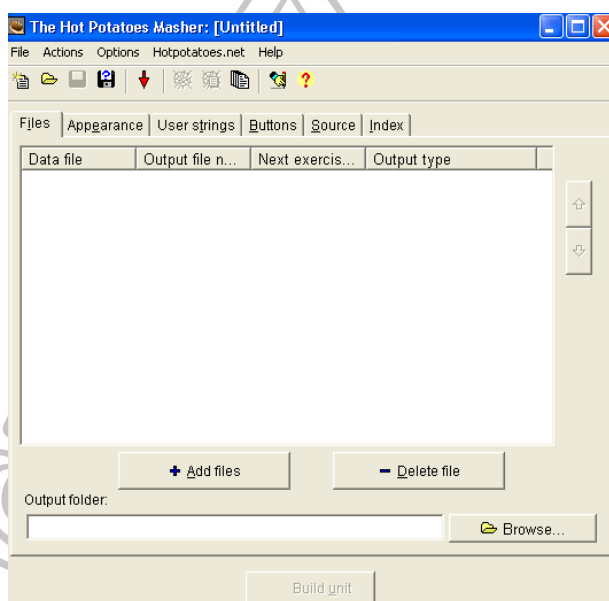 The Hot Potatoes Masher: [Untitled]
File Actions Options Hotpotatoes.net Help
Files Appearance User strings Buttons Source Index
Data file Output file n... Next exercis... Output type
Add files Delete file
Output folder:
Browse...
Build unit